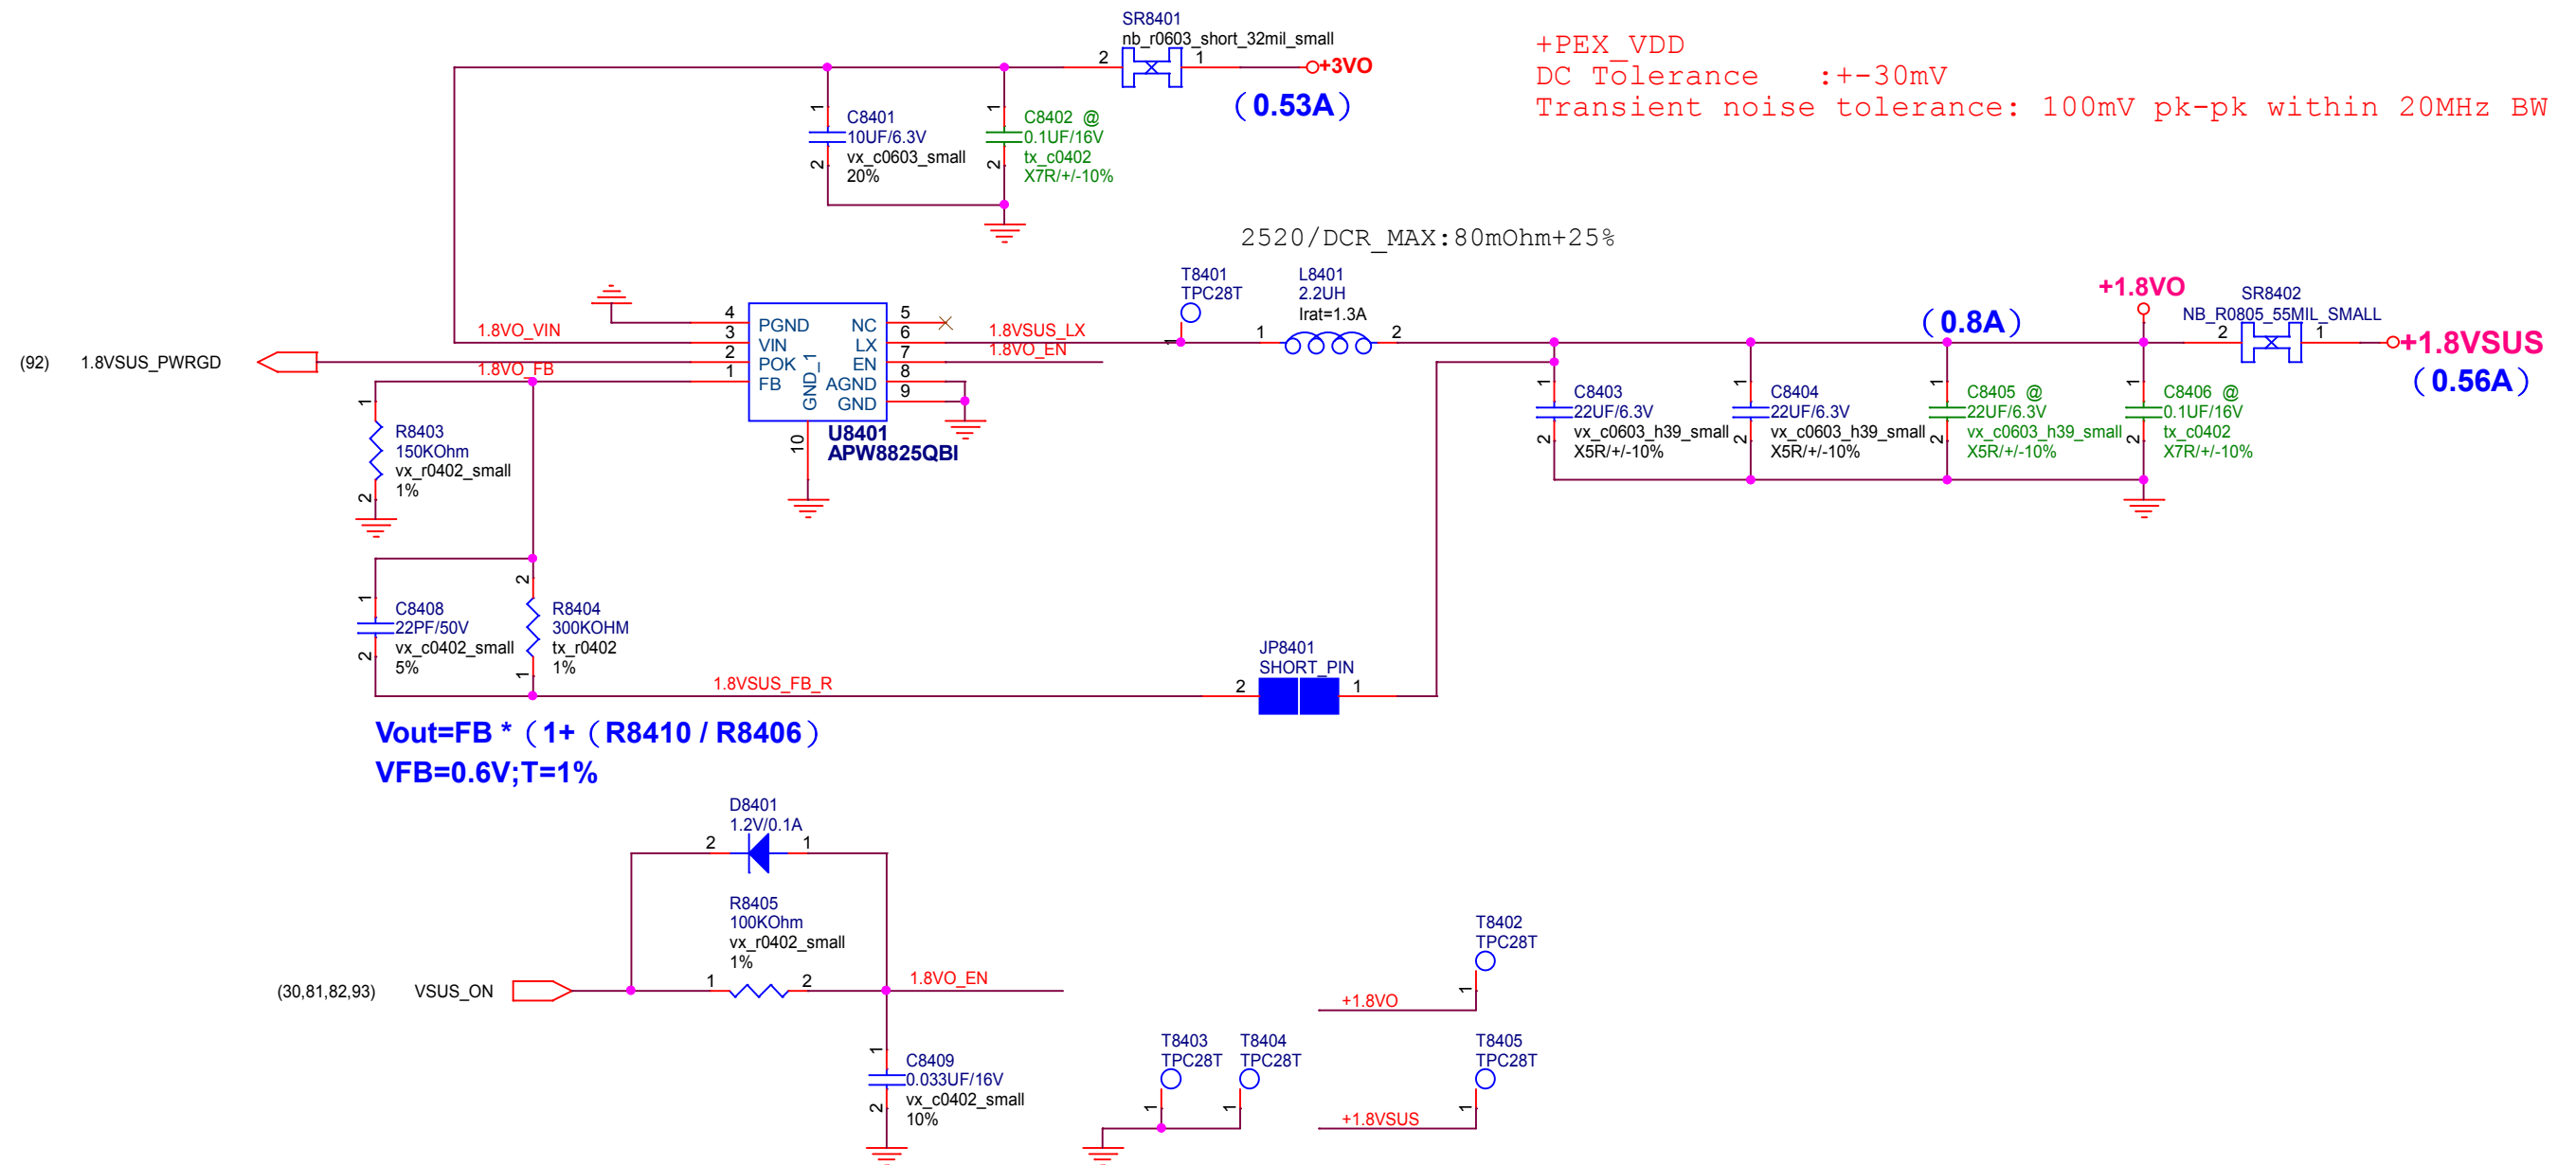 SR8401
nb_r0603_short_32mil_small
2
1
+3VO
(0.53A)
+PEX_VDD
DC Tolerance   :+-30mV
Transient noise tolerance: 100mV pk-pk within 20MHz BW
1
C8401
10UF/6.3V
vx_c0603_small
20%
2
1
C8402 @
0.1UF/16V
tx_c0402
X7R/+/-10%
2
2520/DCR_MAX:80mOhm+25%
T8401
TPC28T
1
L8401
2.2UH
Irat=1.3A
1
2
(92)
1.8VSUS_PWRGD
1.8VO_VIN
1.8VO_FB
4
3
2
1
PGND
VIN
POK
FB
GND_1
NC
LX
EN
AGND
GND
5
6
7
8
9
10
U8401
APW8825QBI
1.8VSUS_LX
1.8VO_EN
(0.8A)
+1.8VO
SR8402
NB_R0805_55MIL_SMALL
2
1
+1.8VSUS
(0.56A)
1
C8403
22UF/6.3V
vx_c0603_h39_small
X5R/+/-10%
2
1
C8404
22UF/6.3V
vx_c0603_h39_small
X5R/+/-10%
2
1
C8405 @
22UF/6.3V
vx_c0603_h39_small
X5R/+/-10%
2
1
C8406 @
0.1UF/16V
tx_c0402
X7R/+/-10%
2
1
R8403
150KOhm
vx_r0402_small
1%
2
1
C8408
22PF/50V
vx_c0402_small
5%
2
2
R8404
300KOHM
tx_r0402
1%
1
1.8VSUS_FB_R
JP8401
SHORT_PIN
2
1
Vout=FB *（1+（R8410 / R8406）
VFB=0.6V;T=1%
D8401
1.2V/0.1A
2
1
R8405
100KOhm
vx_r0402_small
1%
1
2
(30,81,82,93)
VSUS_ON
1.8VO_EN
1
C8409
0.033UF/16V
vx_c0402_small
10%
2
T8402
TPC28T
1
+1.8VO
T8403
TPC28T
1
T8404
TPC28T
1
T8405
TPC28T
1
+1.8VSUS